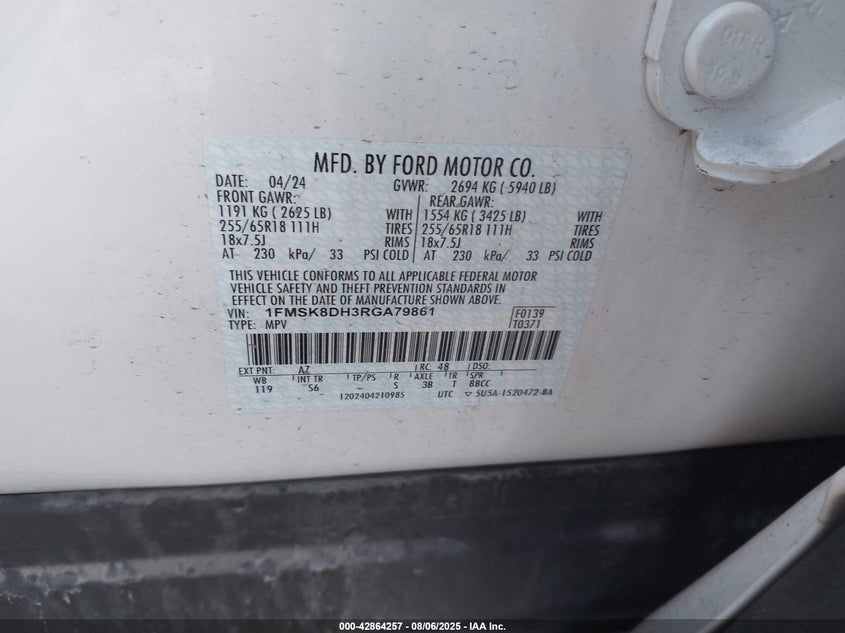 MFD. BY FORD MOTOR CO.
DATE: 04/24 GVWR: 2694 KG ( 5940 LB)
FRONT GAWR: REAR GAWR:
1191 KG ( 2625 LB) WITH 1554 KG ( 3425 LB) WITH
255/65R18 111H TIRES 255/65R18 111H TIRES
18x7.5J RIMS 18x7.5J RIMS
AT 230 kPa/ 33 PSI COLD AT 230 kPa/ 33 PSI COLD
THIS VEHICLE CONFORMS TO ALL APPLICABLE FEDERAL MOTOR
VEHICLE SAFETY AND THEFT PREVENTION STANDARDS IN
EFFECT ON THE DATE OF MANUFACTURE SHOWN ABOVE.
VIN: 1FMSK8DH3RGA79861 F0139
TYPE: MPV T0371
EXT PNT: AZ RC: 48 DSO:
WB INT TR TP/PS R AXLE TR SPR
119 S6 - S 3B T BBCC
1202404210985 UTC 5U5A-1520472-BA
000-42864257 - 08/06/2025 - IAA Inc.